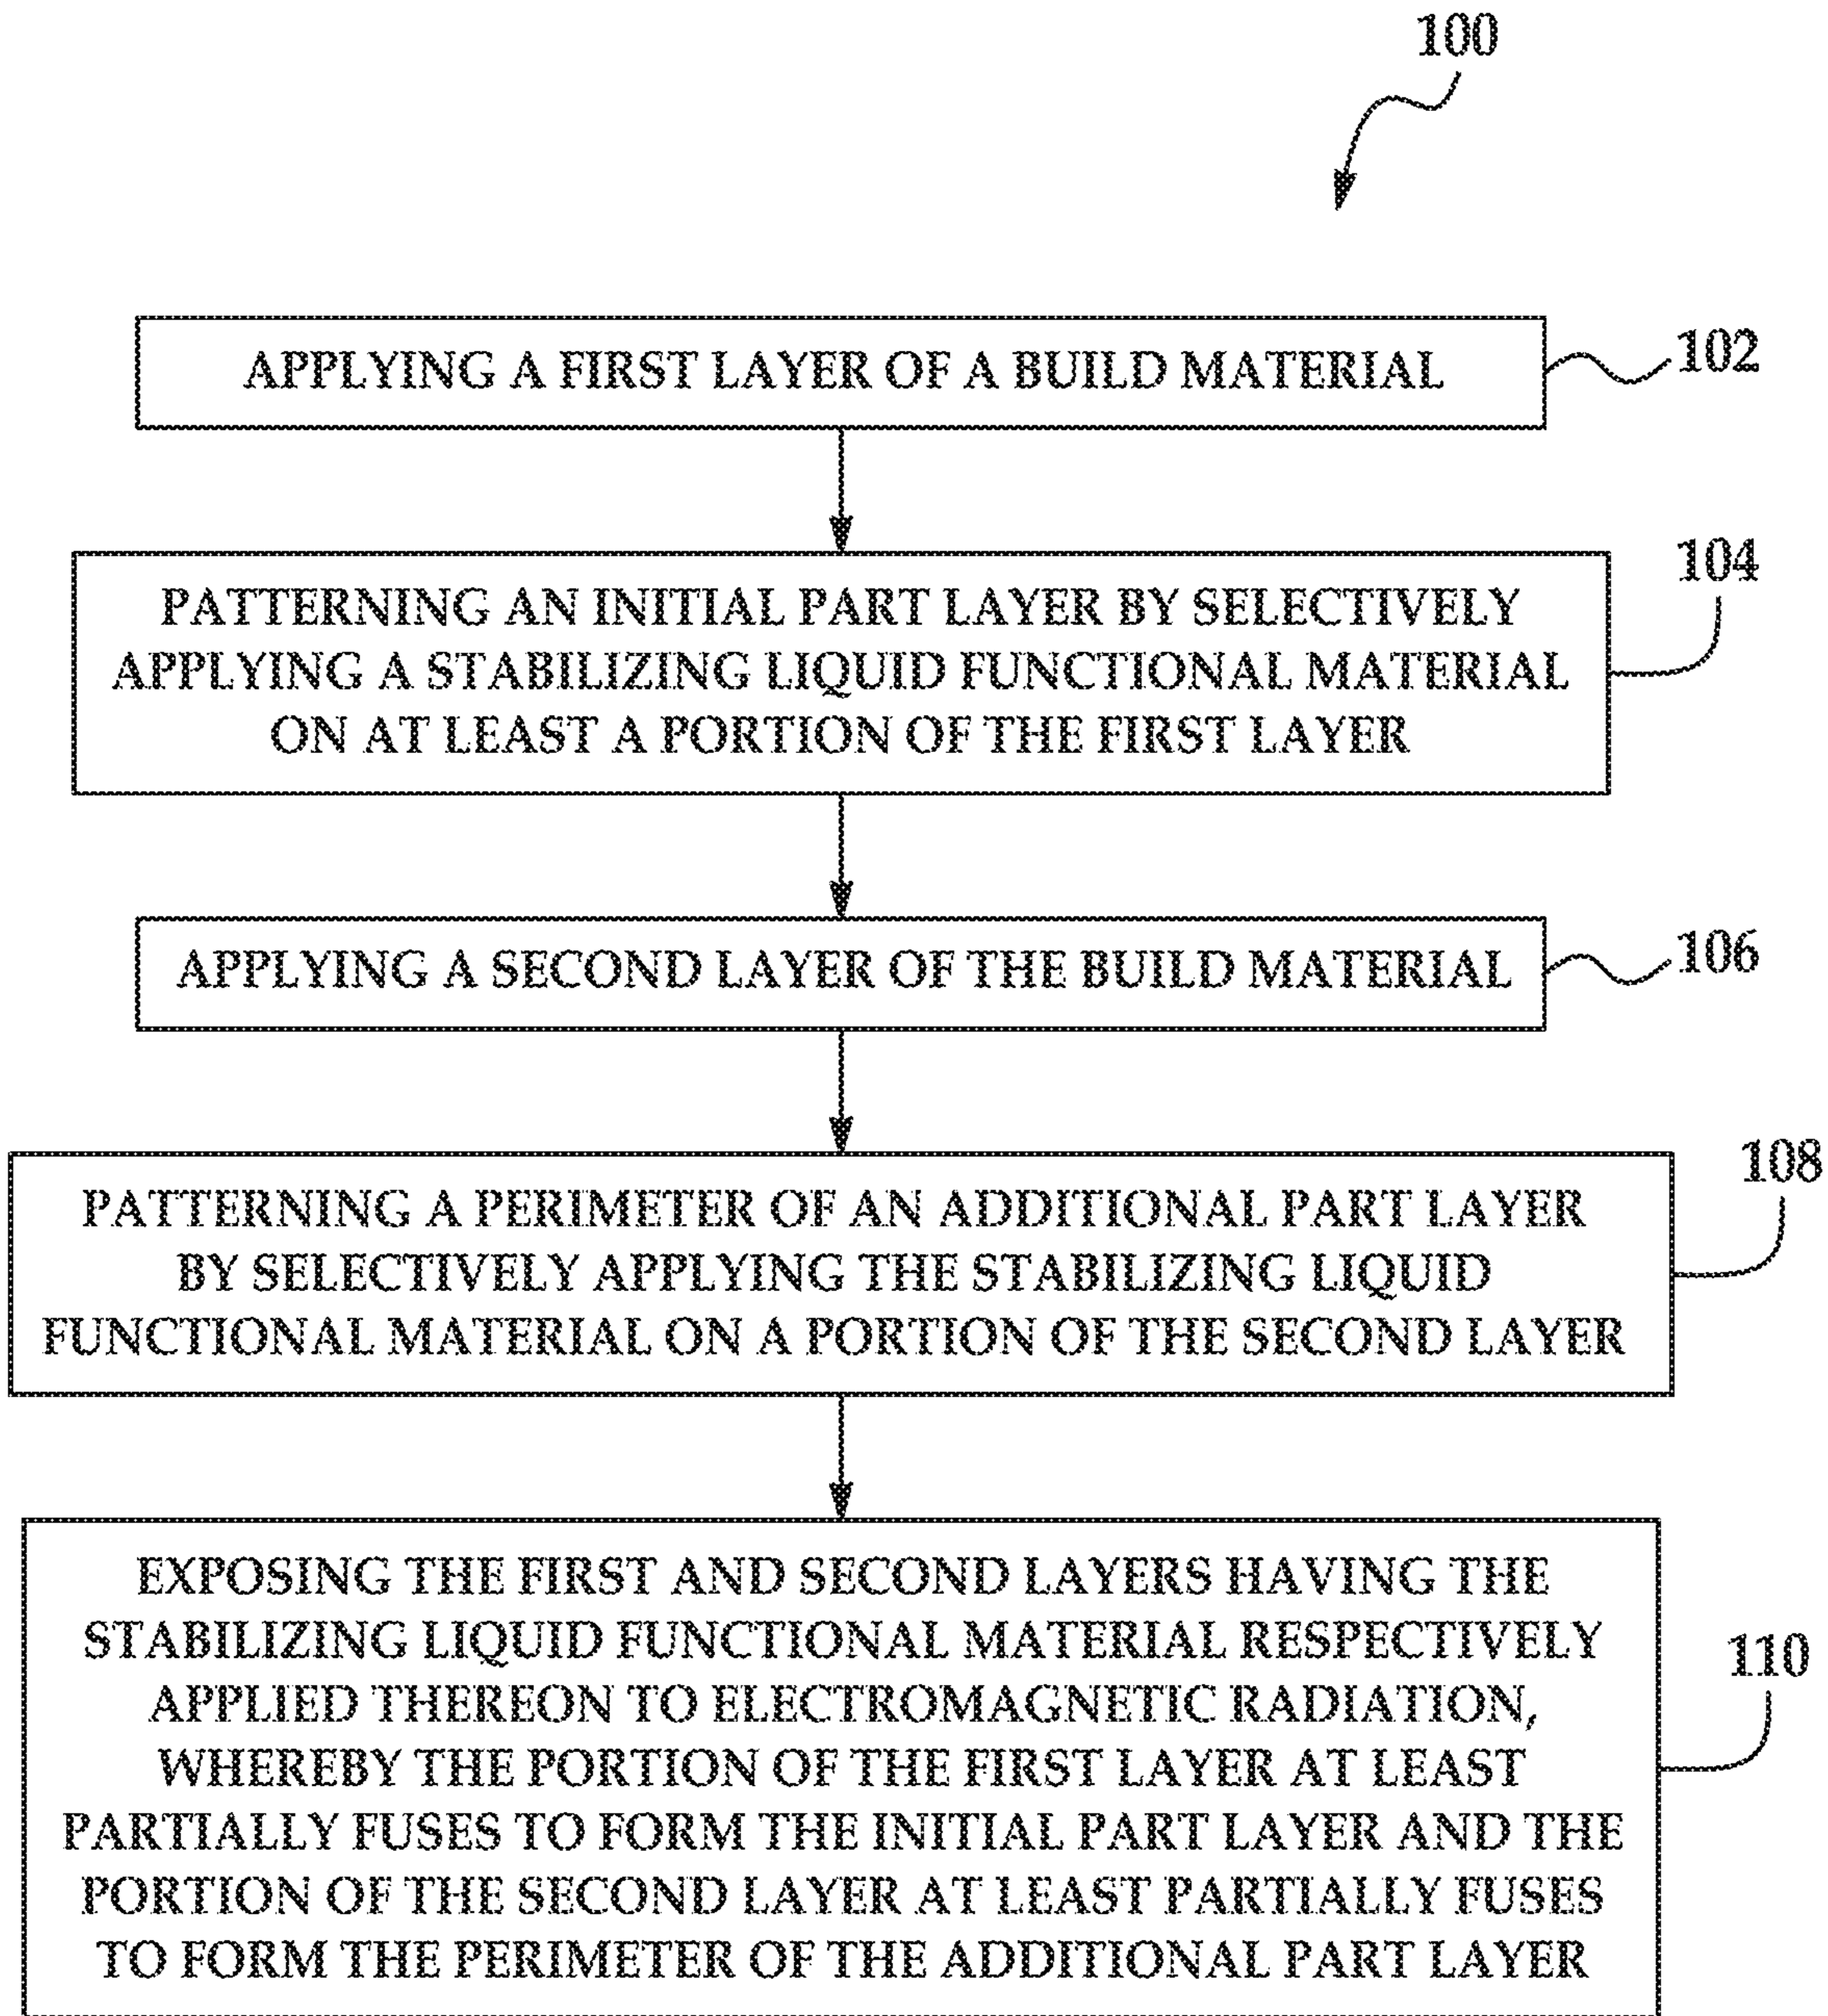 100
APPLYING A FIRST LAYER OF A BUILD MATERIAL
102
PATTERNING AN INITIAL PART LAYER BY SELECTIVELY
APPLYING A STABILIZING LIQUID FUNCTIONAL MATERIAL
ON AT LEAST A PORTION OF THE FIRST LAYER
104
APPLYING A SECOND LAYER OF THE BUILD MATERIAL
106
PATTERNING A PERIMETER OF AN ADDITIONAL PART LAYER
BY SELECTIVELY APPLYING THE STABILIZING LIQUID
FUNCTIONAL MATERIAL ON A PORTION OF THE SECOND LAYER
108
EXPOSING THE FIRST AND SECOND LAYERS HAVING THE
STABILIZING LIQUID FUNCTIONAL MATERIAL RESPECTIVELY
APPLIED THEREON TO ELECTROMAGNETIC RADIATION,
WHEREBY THE PORTION OF THE FIRST LAYER AT LEAST
PARTIALLY FUSES TO FORM THE INITIAL PART LAYER AND THE
PORTION OF THE SECOND LAYER AT LEAST PARTIALLY FUSES
TO FORM THE PERIMETER OF THE ADDITIONAL PART LAYER
110